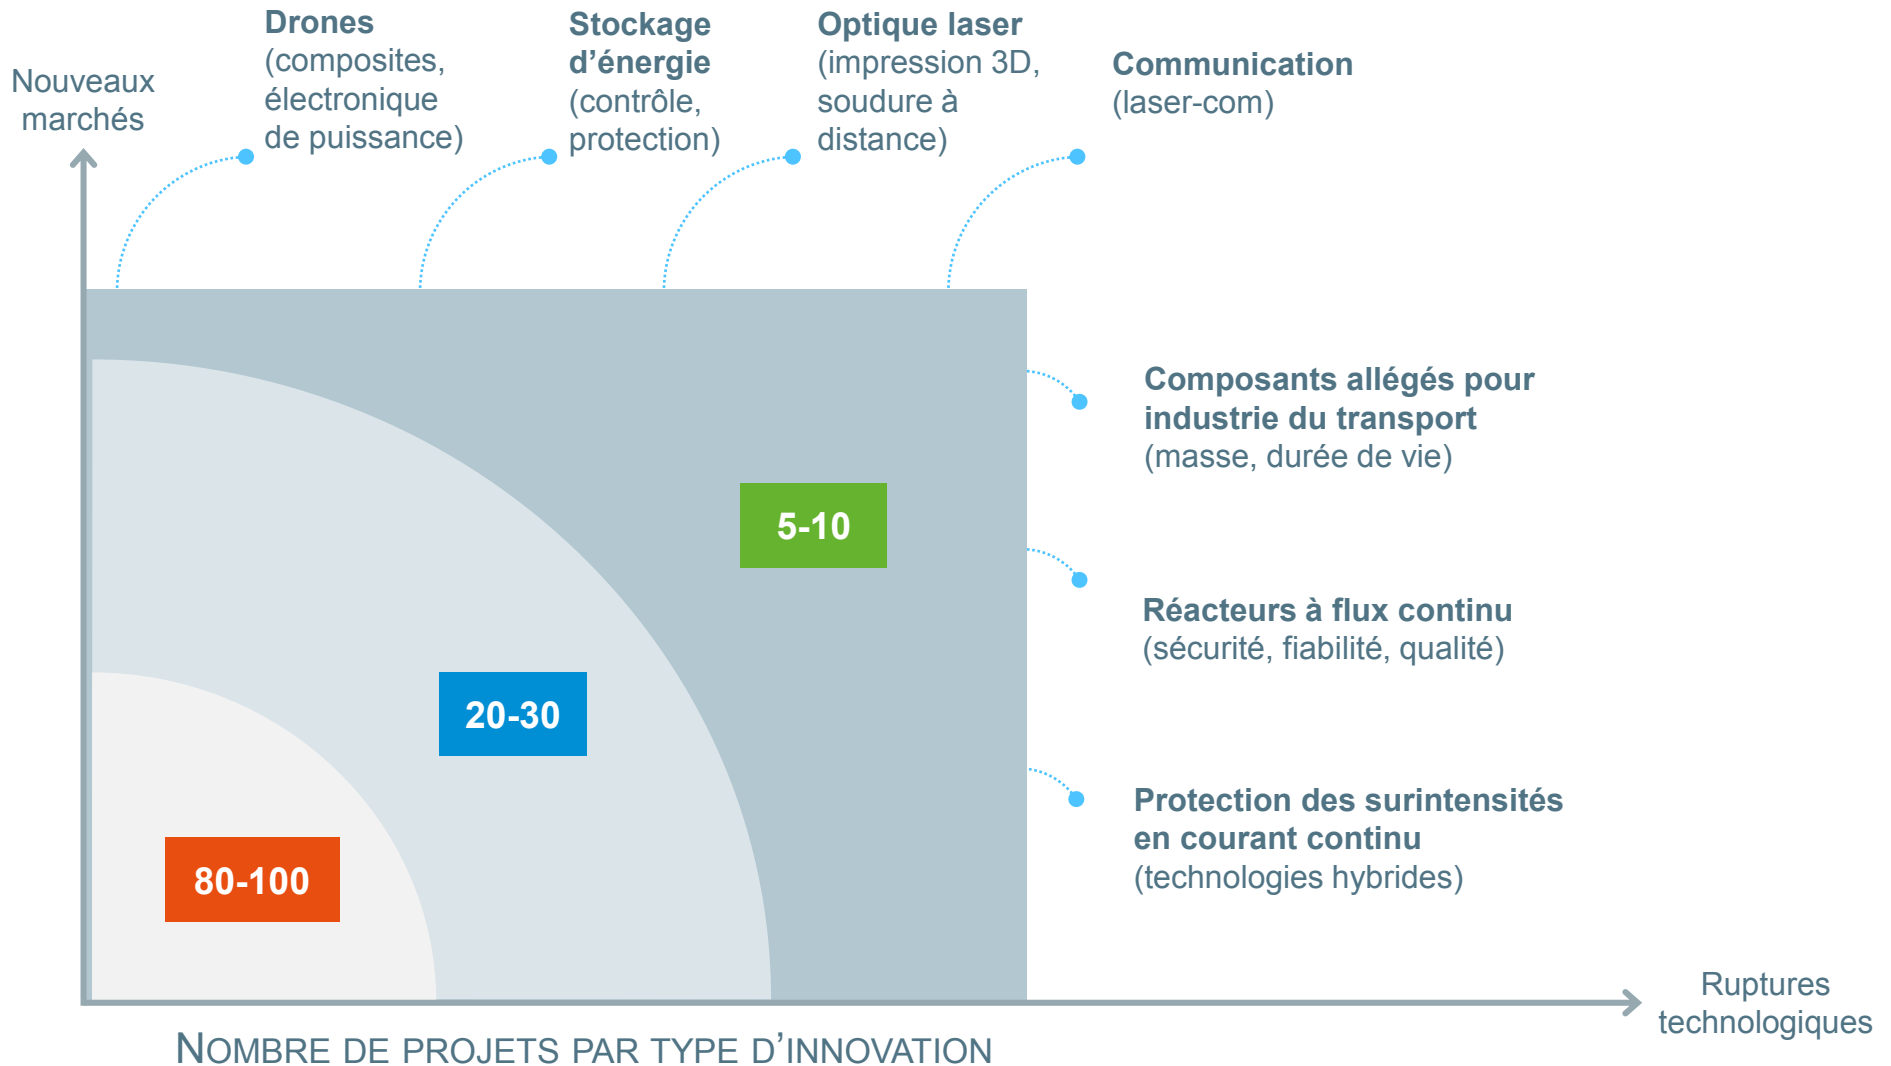 Nouveaux
marchés
Drones
(composites,
électronique
de puissance)
Stockage
d’énergie
(contrôle,
protection)
Optique laser
(impression 3D,
soudure à
distance)
Communication
(laser-com)
Composants allégés pour
industrie du transport
(masse, durée de vie)
5-10
Réacteurs à flux continu
(sécurité, fiabilité, qualité)
20-30
Protection des surintensités
en courant continu
(technologies hybrides)
80-100
Ruptures
technologiques
NOMBRE DE PROJETS PAR TYPE D’INNOVATION